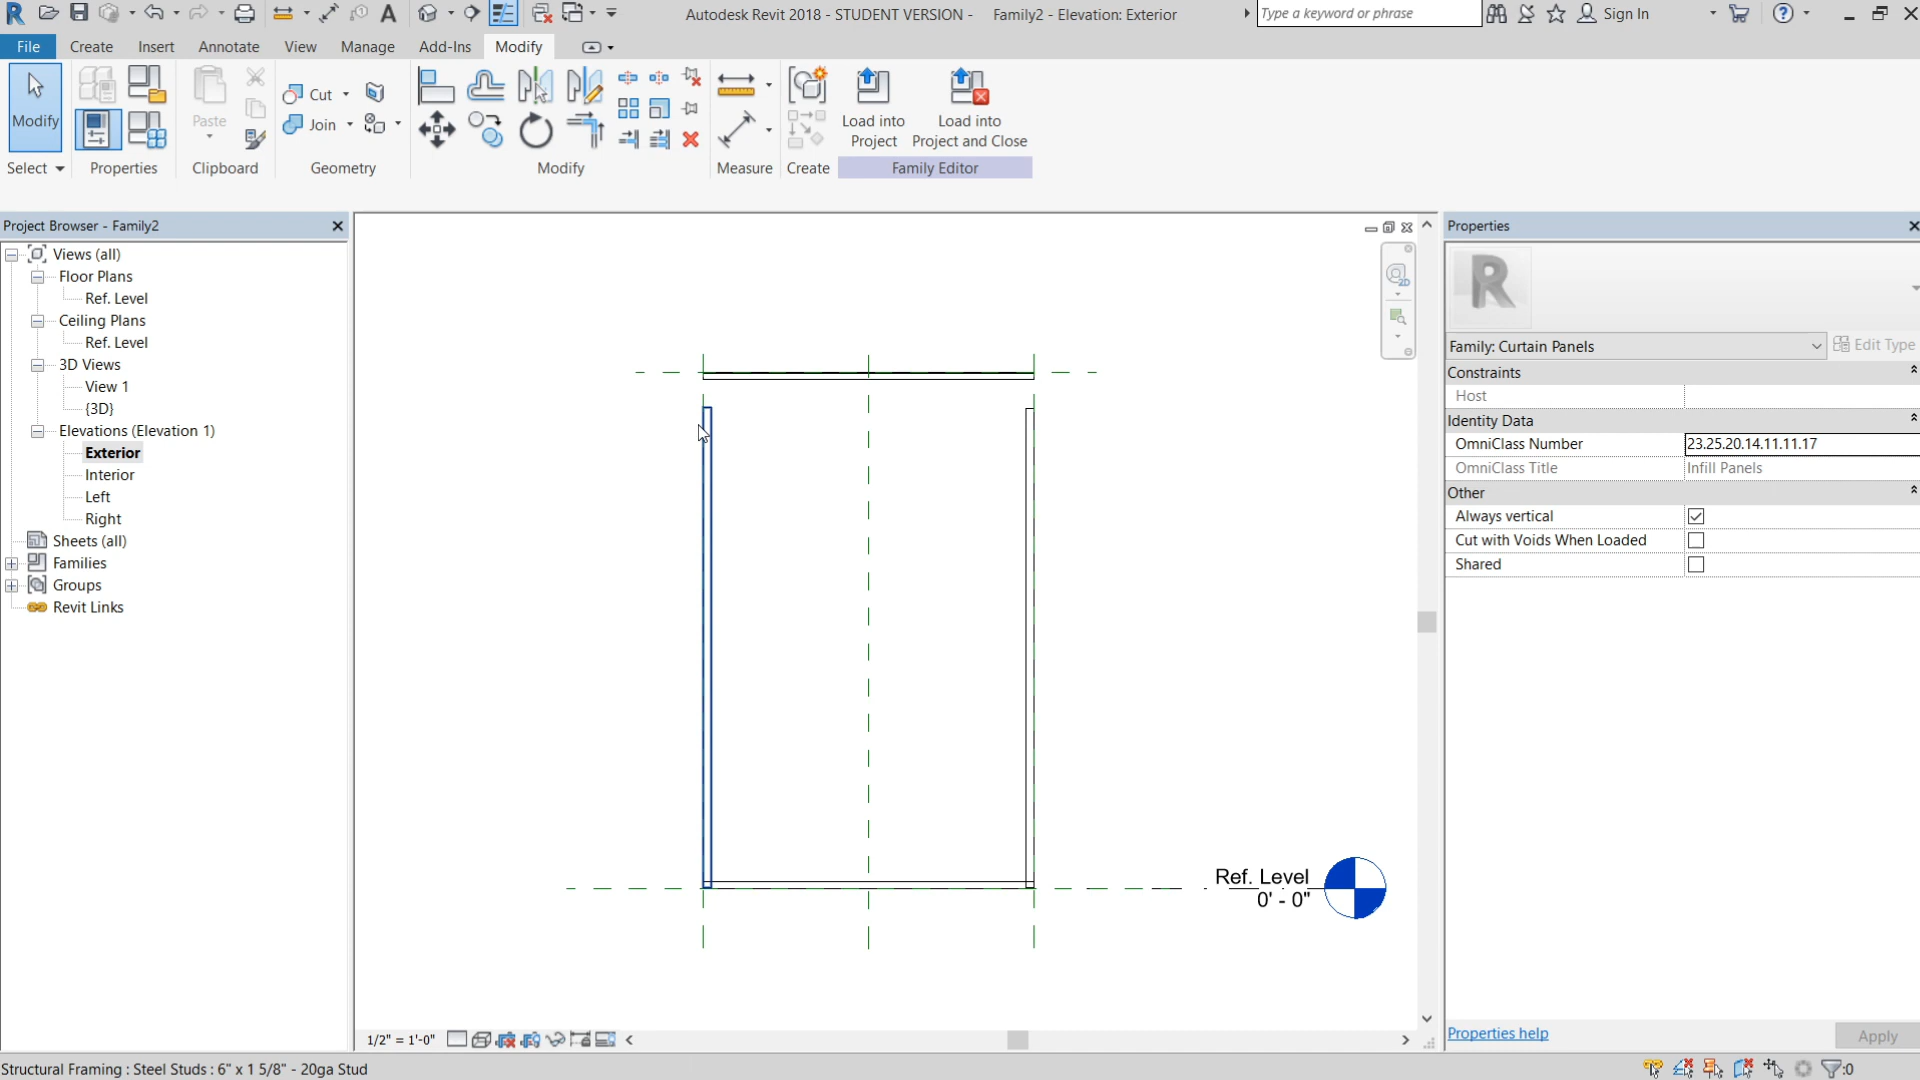 Autodesk Revit 2018 - STUDENT VERSION - Family2 - Elevation: Exterior
Type a keyword or phrase
Sign In
File Create Insert Annotate View Manage Add-Ins Modify
Modify
Paste
Cut
Join
Load into
Project
Load into
Project and Close
Select Properties Clipboard Geometry Modify Measure Create Family Editor
Project Browser - Family2
Views (all)
Floor Plans
Ref. Level
Ceiling Plans
Ref. Level
3D Views
View 1
{3D}
Elevations (Elevation 1)
Exterior
Interior
Left
Right
Sheets (all)
Families
Groups
Revit Links
2D
Ref. Level
0' - 0"
Properties
R
Family: Curtain Panels
Edit Type
Constraints
Host
Identity Data
OmniClass Number 23.25.20.14.11.11.17
OmniClass Title Infill Panels
Other
Always vertical
Cut with Voids When Loaded
Shared
Properties help
Apply
1/2" = 1'-0"
Structural Framing : Steel Studs : 6" x 1 5/8" - 20ga Stud
:0